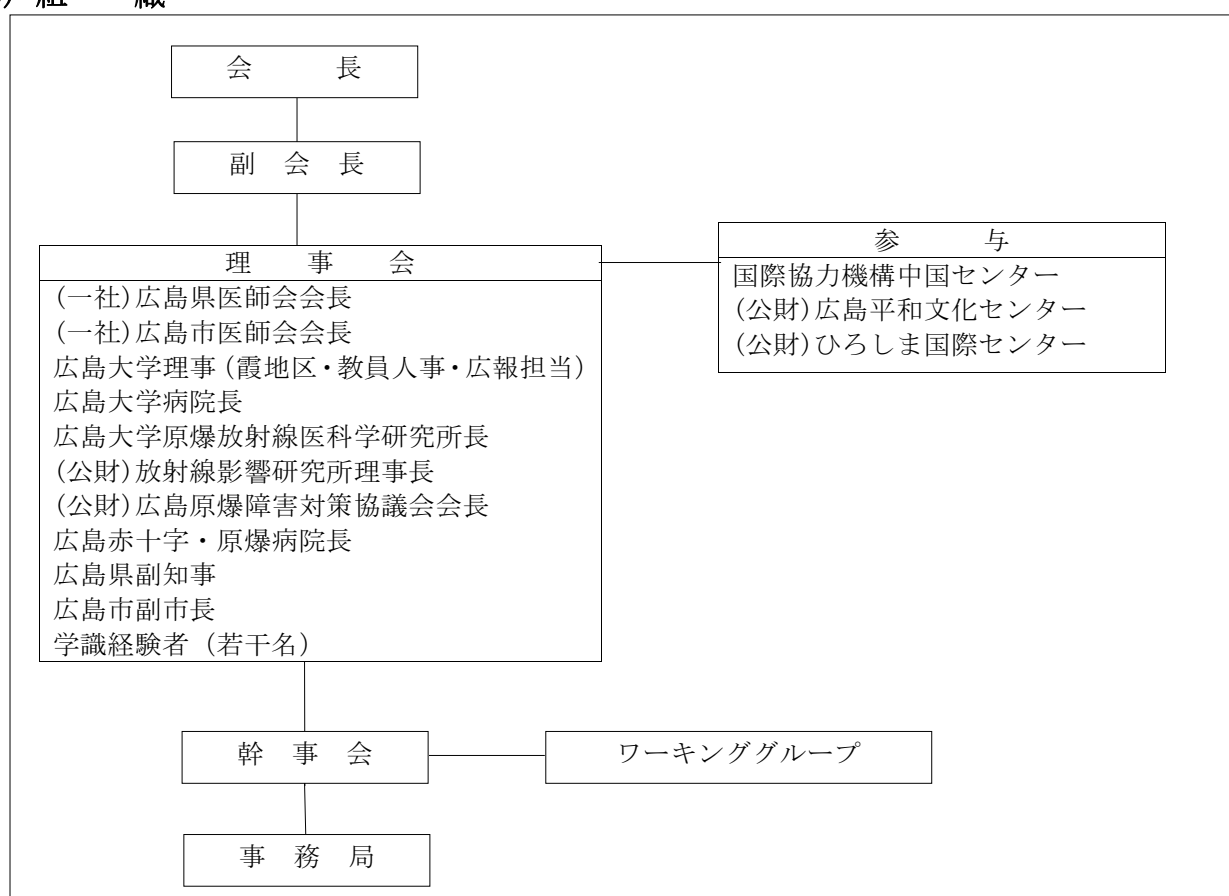 組　　織
会　　　長
副　会　長
理　　事　　会
(一社)広島県医師会会長
(一社)広島市医師会会長
広島大学理事(霞地区・教員人事・広報担当)
広島大学病院長
広島大学原爆放射線医科学研究所長
(公財)放射線影響研究所理事長
(公財)広島原爆障害対策協議会会長
広島赤十字・原爆病院長
広島県副知事
広島市副市長
学識経験者（若干名）
参　　　与
国際協力機構中国センター
(公財)広島平和文化センター
(公財)ひろしま国際センター
幹　事　会
ワーキンググループ
事　務　局